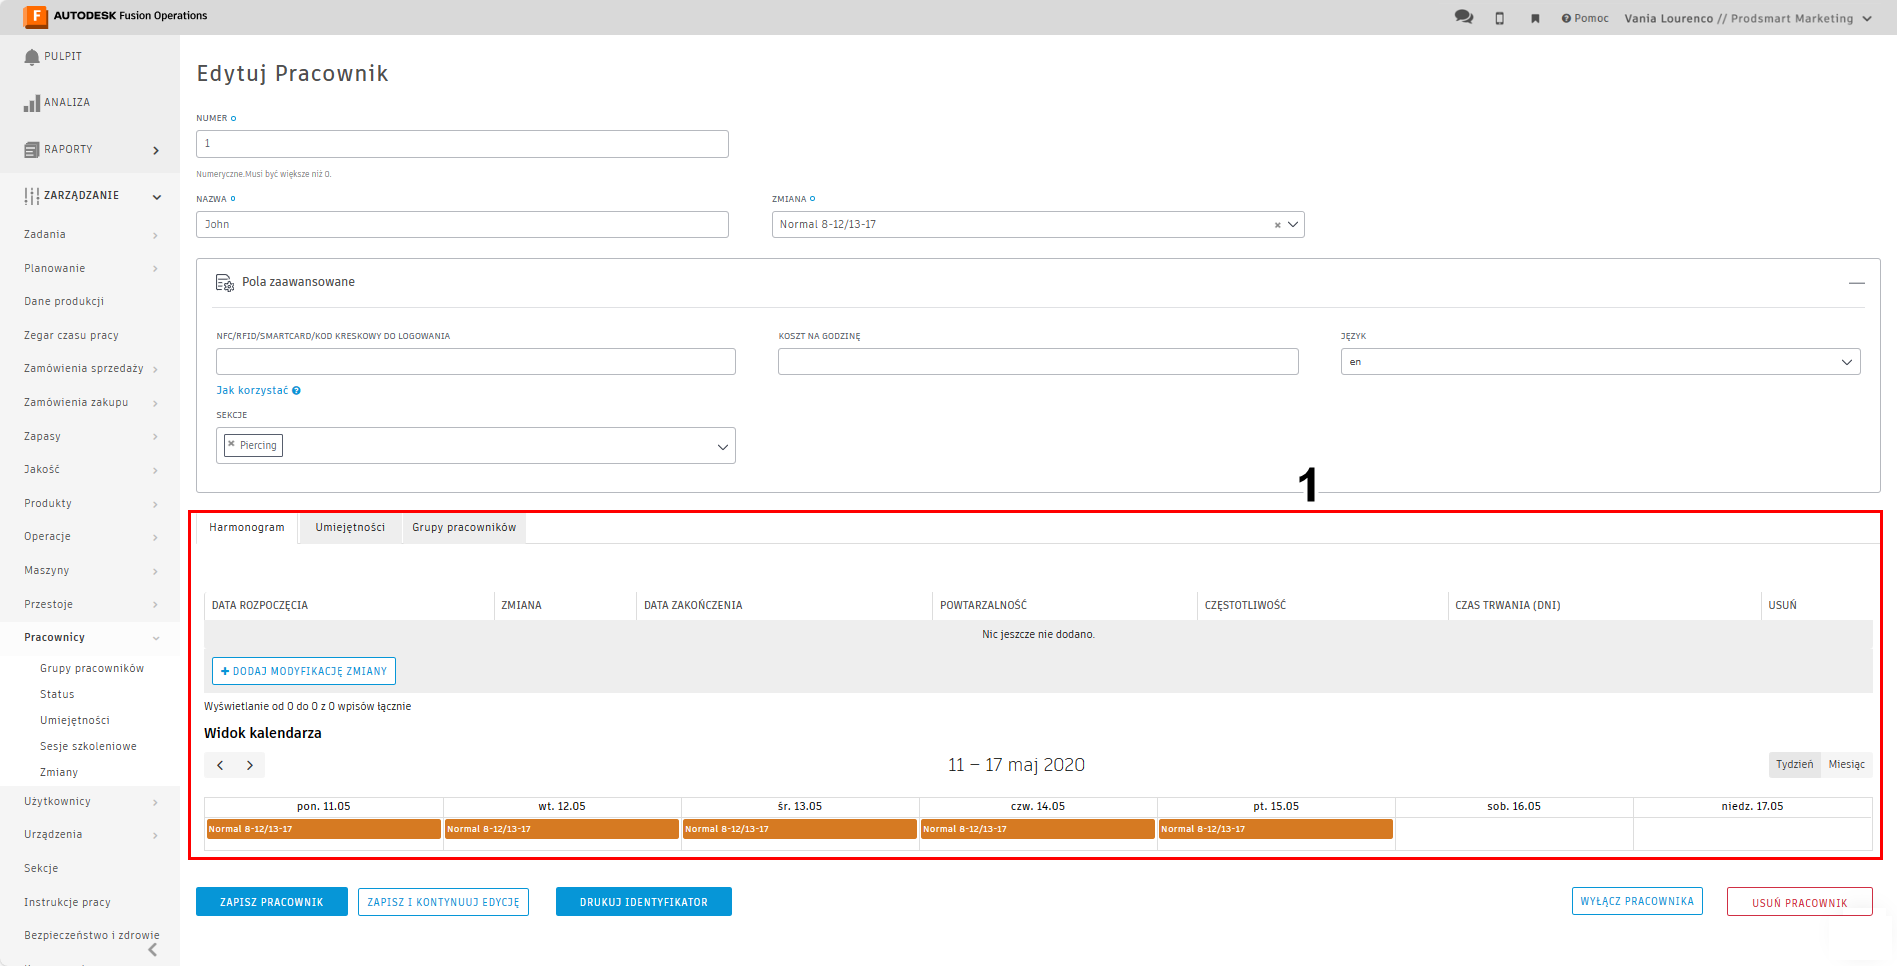 AUTODESK Fusion Operations
Pomoc
Vania Lourenco // Prodsmart Marketing
PULPIT
ANALIZA
RAPORTY
ZARZĄDZANIE
Zadania
Planowanie
Dane produkcji
Zegar czasu pracy
Zamówienia sprzedaży
Zamówienia zakupu
Zapasy
Jakość
Produkty
Operacje
Maszyny
Przestoje
Pracownicy
Grupy pracowników
Status
Umiejętności
Sesje szkoleniowe
Zmiany
Użytkownicy
Urządzenia
Sekcje
Instrukcje pracy
Bezpieczeństwo i zdrowie
Edytuj Pracownik
NUMER
1
Numeryczne.Musi być większe niż 0.
NAZWA
John
ZMIANA
Normal 8-12/13-17
Pola zaawansowane
NFC/RFID/SMARTCARD/KOD KRESKOWY DO LOGOWANIA
Jak korzystać
KOSZT NA GODZINĘ
JĘZYK
en
SEKCJE
× Piercing
1
Harmonogram Umiejętności Grupy pracowników
DATA ROZPOCZĘCIA ZMIANA DATA ZAKOŃCZENIA POWTARZALNOŚĆ CZĘSTOTLIWOŚĆ CZAS TRWANIA (DNI) USUŃ
Nic jeszcze nie dodano.
+ DODAJ MODYFIKACJĘ ZMIANY
Wyświetlanie od 0 do 0 z 0 wpisów łącznie
Widok kalendarza
11 – 17 maj 2020
Tydzień Miesiąc
pon. 11.05 wt. 12.05 śr. 13.05 czw. 14.05 pt. 15.05 sob. 16.05 niedz. 17.05
Normal 8-12/13-17 Normal 8-12/13-17 Normal 8-12/13-17 Normal 8-12/13-17 Normal 8-12/13-17
ZAPISZ PRACOWNIK
ZAPISZ I KONTYNUUJ EDYCJĘ
DRUKUJ IDENTYFIKATOR
WYŁĄCZ PRACOWNIKA
USUŃ PRACOWNIK